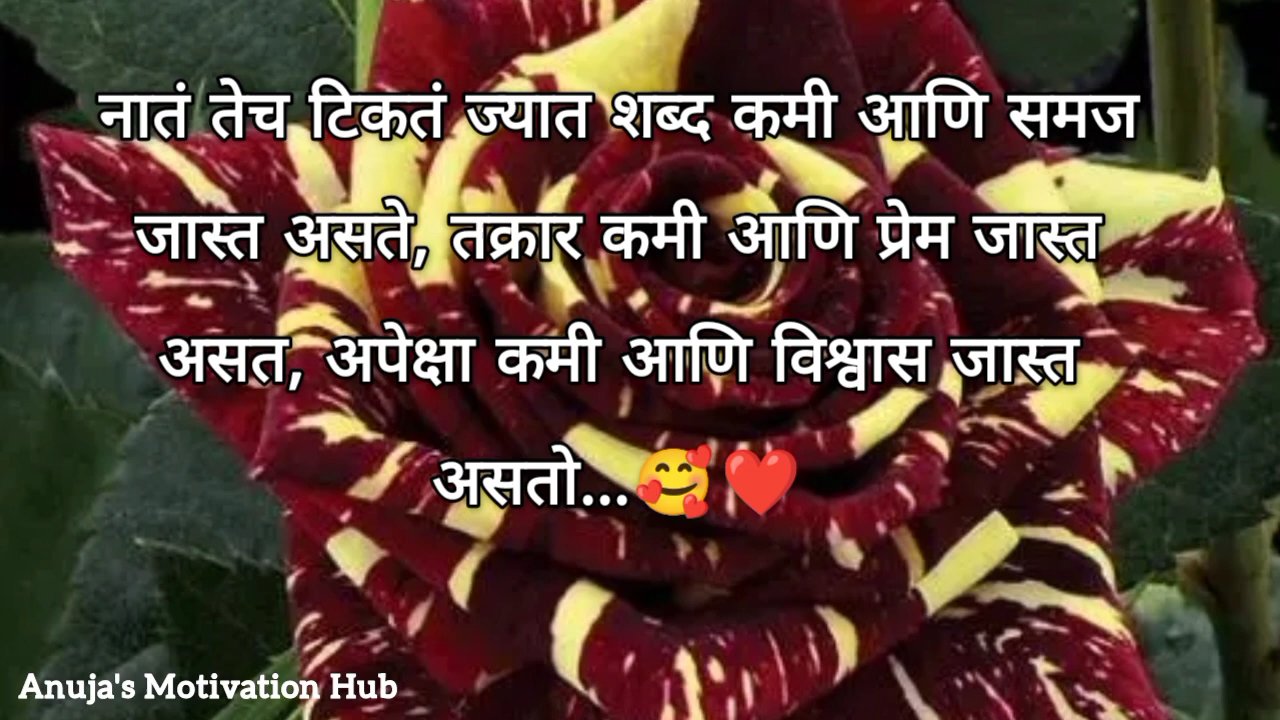 नातं तेच टिकतं ज्यात शब्द कमी आणि समज
जास्त असते, तक्रार कमी आणि प्रेम जास्त
असत, अपेक्षा कमी आणि विश्वास जास्त
असतो...🥰❤️
Anuja's Motivation Hub